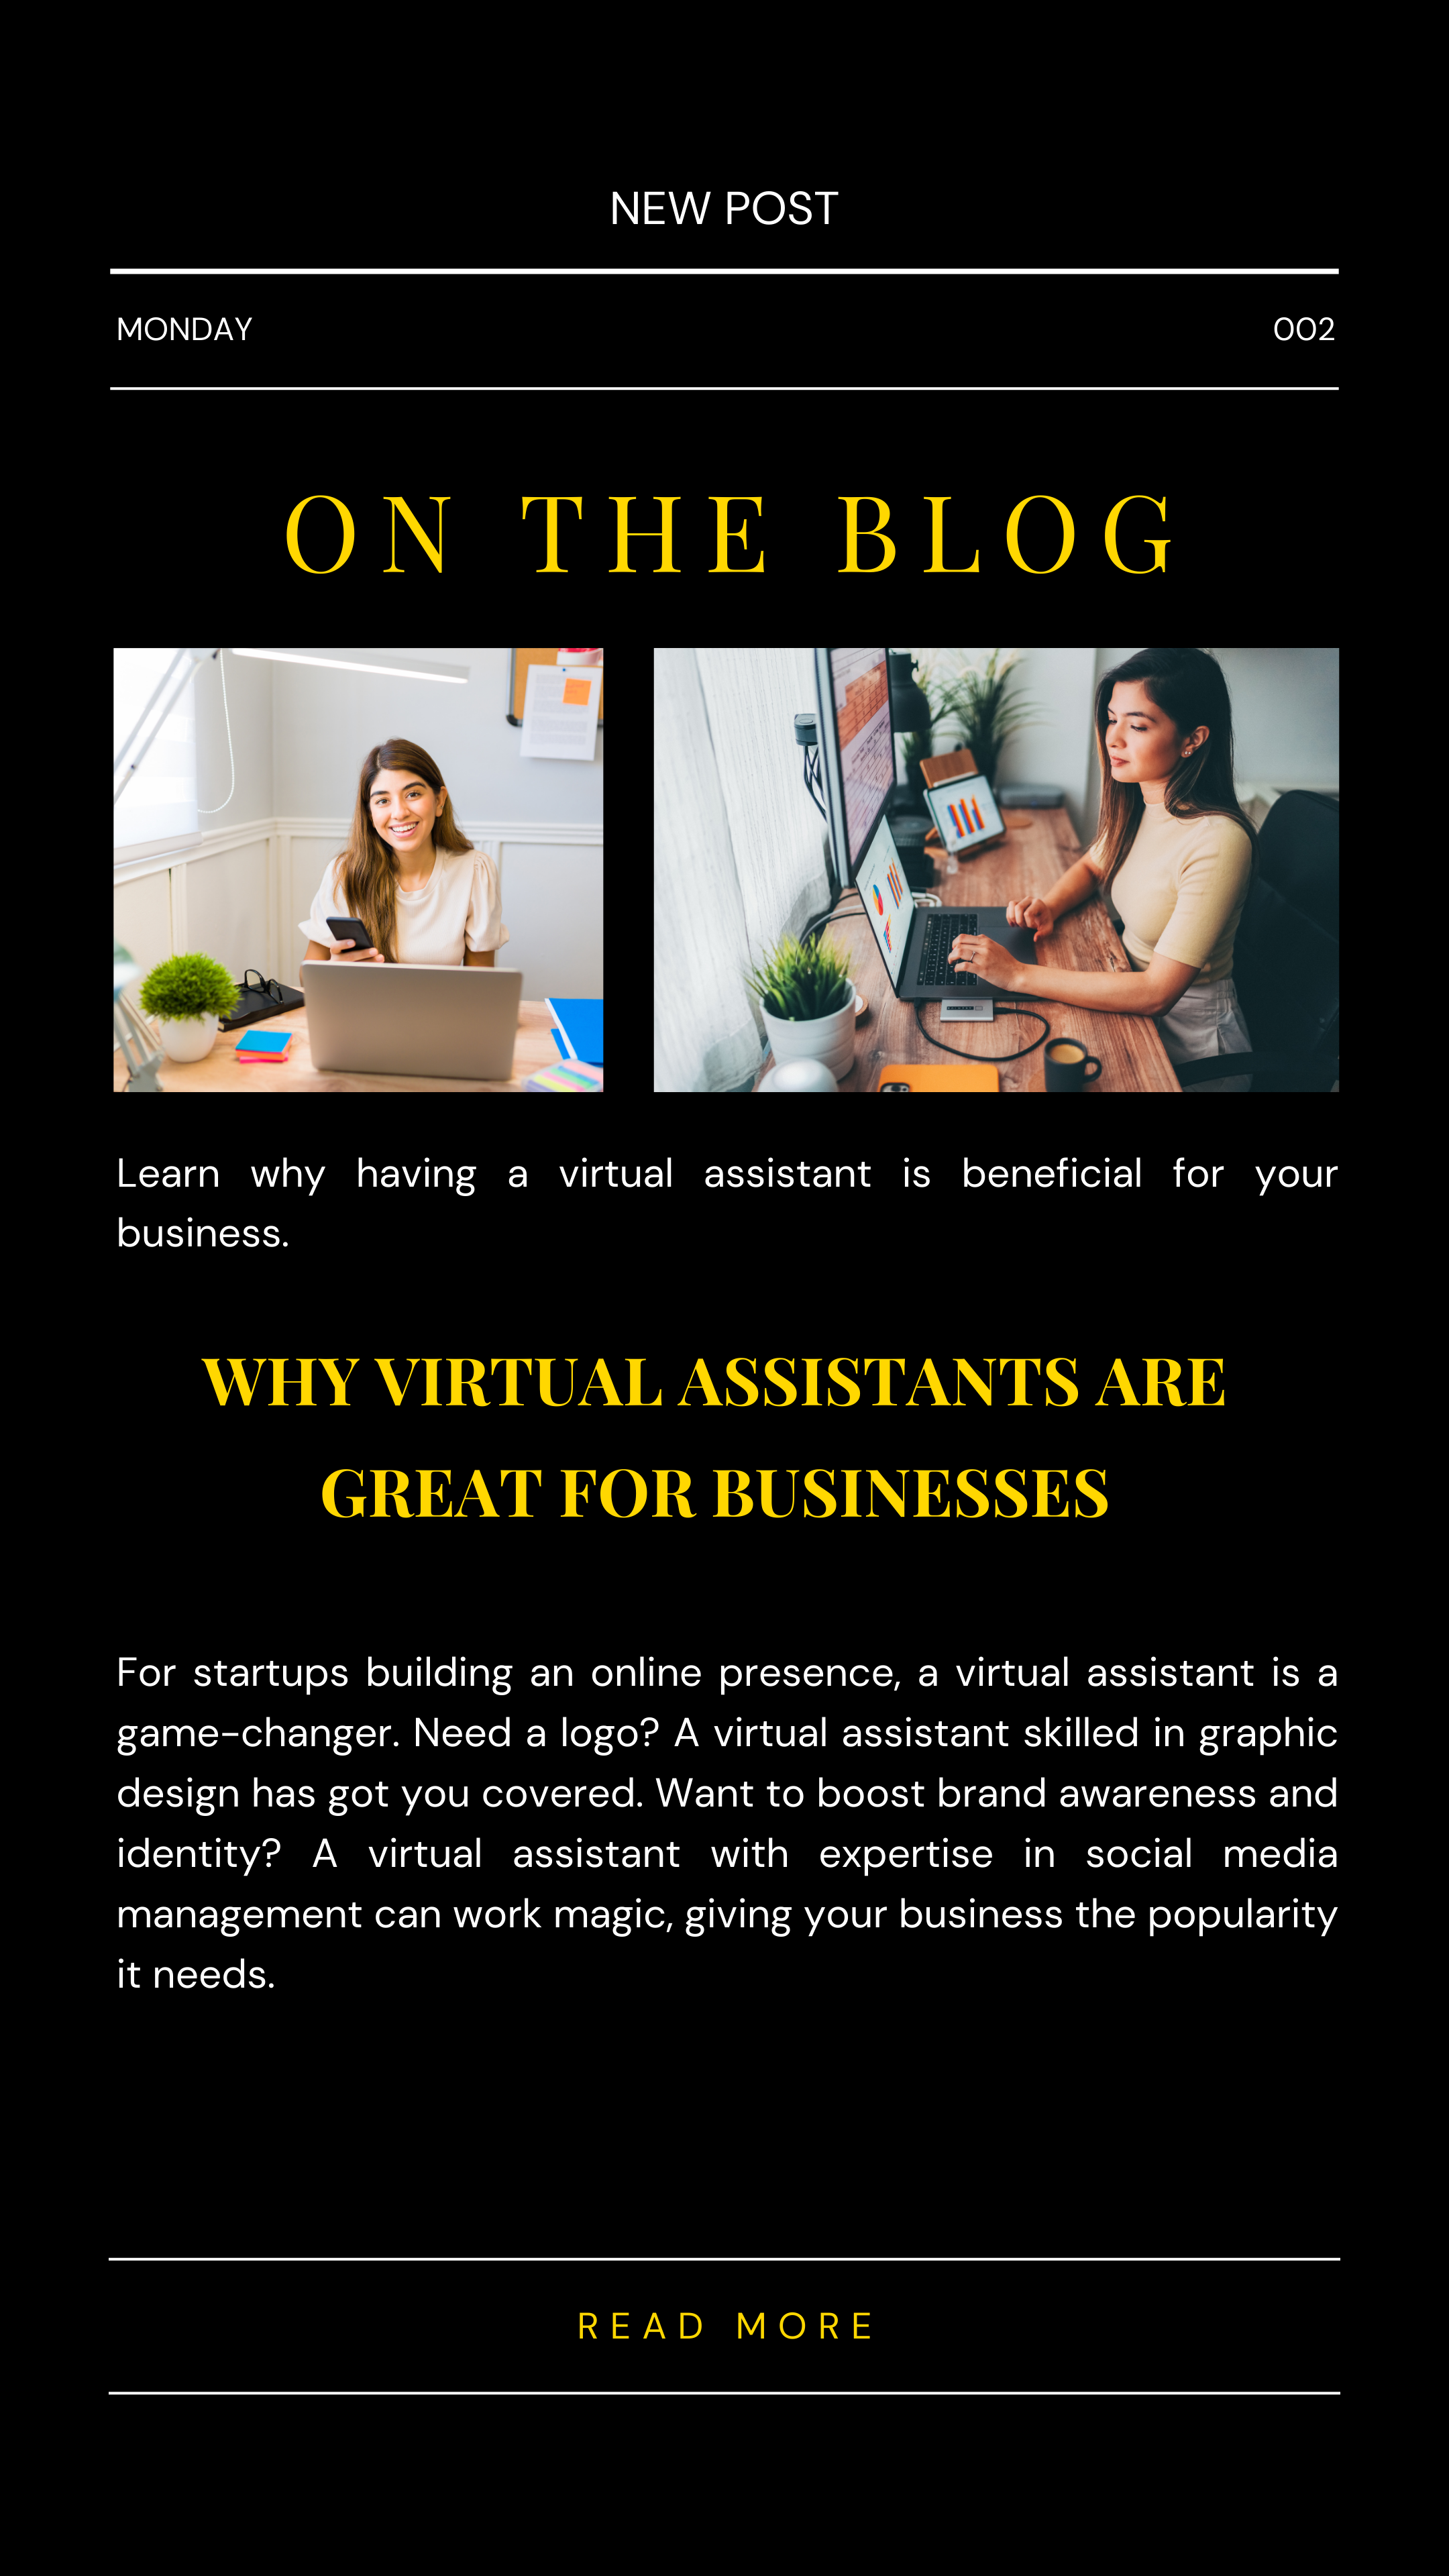 NEW POST
MONDAY 002
ON THE BLOG
Learn why having a virtual assistant is beneficial for your
business.
WHY VIRTUAL ASSISTANTS ARE
GREAT FOR BUSINESSES
For startups building an online presence, a virtual assistant is a
game-changer. Need a logo? A virtual assistant skilled in graphic
design has got you covered. Want to boost brand awareness and
identity? A virtual assistant with expertise in social media
management can work magic, giving your business the popularity
it needs.
READ MORE